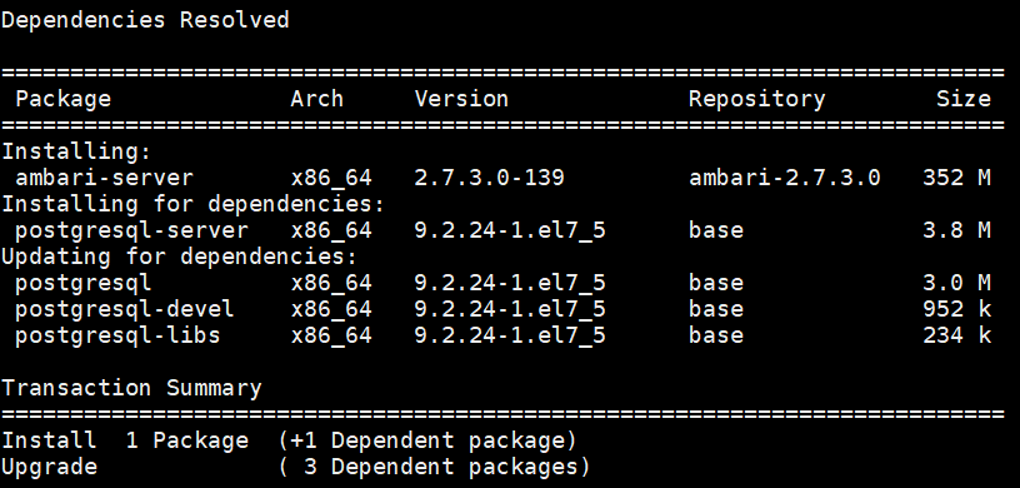 Dependencies Resolved
================================================================================
 Package             Arch     Version             Repository        Size
================================================================================
Installing:
 ambari-server       x86_64   2.7.3.0-139         ambari-2.7.3.0   352 M
Installing for dependencies:
 postgresql-server   x86_64   9.2.24-1.el7_5      base             3.8 M
Updating for dependencies:
 postgresql          x86_64   9.2.24-1.el7_5      base             3.0 M
 postgresql-devel    x86_64   9.2.24-1.el7_5      base             952 k
 postgresql-libs     x86_64   9.2.24-1.el7_5      base             234 k
Transaction Summary
================================================================================
Install  1 Package  (+1 Dependent package)
Upgrade             ( 3 Dependent packages)